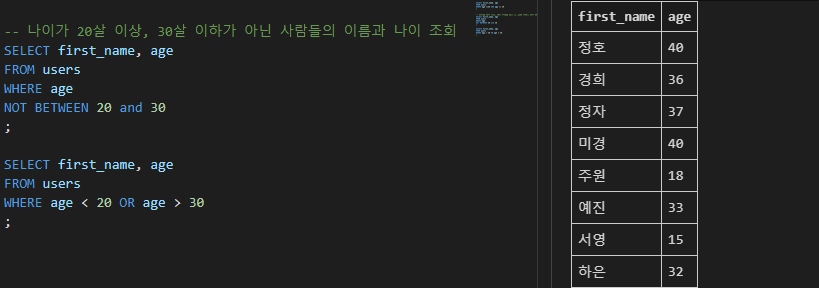 -- 나이가 20살 이상, 30살 이하가 아닌 사람들의 이름과 나이 조회
SELECT first_name, age
FROM users
WHERE age
NOT BETWEEN 20 and 30
;
SELECT first_name, age
FROM users
WHERE age < 20 OR age > 30
;
first_name age
정호 40
경희 36
정자 37
미경 40
주원 18
예진 33
서영 15
하은 32